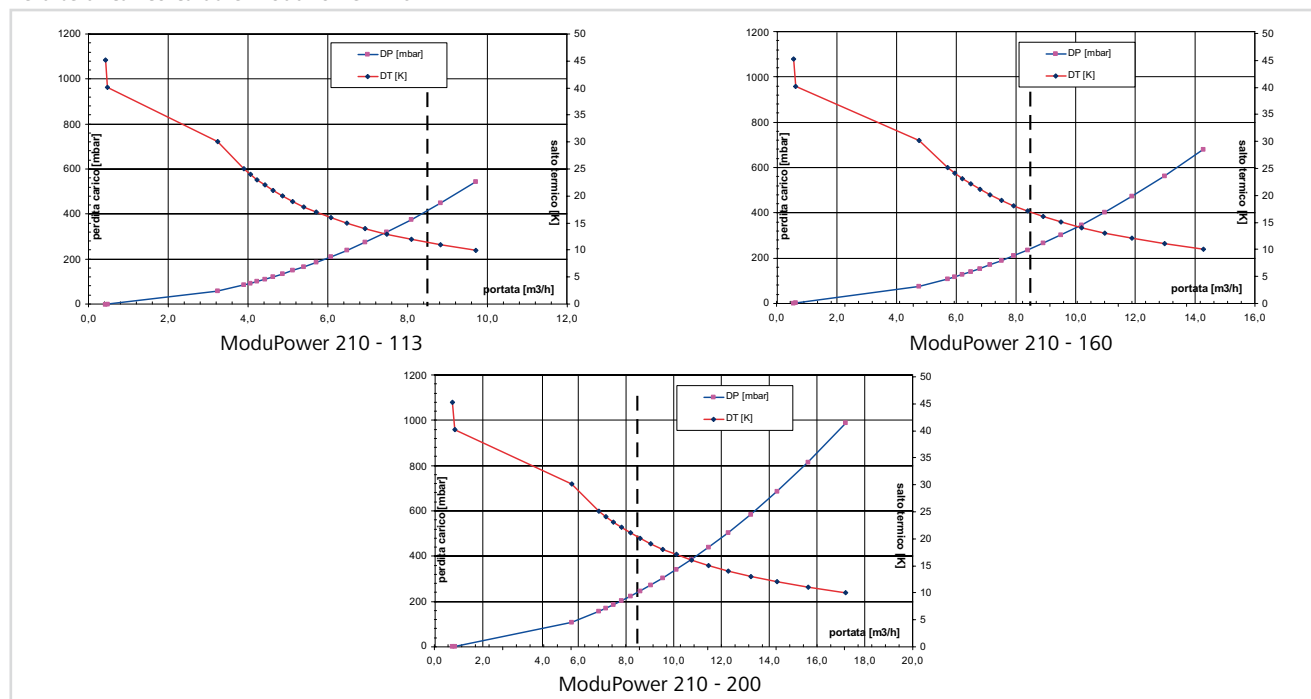 1200
1000
800
600
400
200
0
perdita carico [mbar]
DP [mbar]
DT [K]
50
45
40
35
30
25
20
15
10
5
0
salto termico [K]
portata [m3/h]
0,0 2,0 4,0 6,0 8,0 10,0 12,0
ModuPower 210 - 113
1200
1000
800
600
400
200
0
perdita carico [mbar]
DP [mbar]
DT [K]
50
45
40
35
30
25
20
15
10
5
0
salto termico [K]
portata [m3/h]
0,0 2,0 4,0 6,0 8,0 10,0 12,0 14,0 16,0
ModuPower 210 - 160
1200
1000
800
600
400
200
0
perdita carico [mbar]
DP [mbar]
DT [K]
50
45
40
35
30
25
20
15
10
5
0
salto termico [K]
portata [m3/h]
0,0 2,0 4,0 6,0 8,0 10,0 12,0 14,0 16,0 18,0 20,0
ModuPower 210 - 200